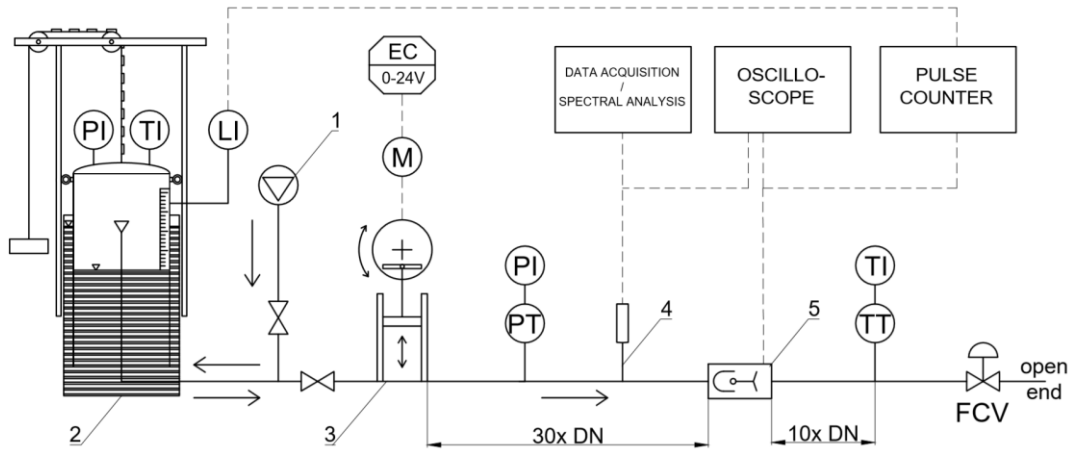 EC
0-24V
DATA ACQUISITION
/
SPECTRAL ANALYSIS
OSCILLO-
SCOPE
PULSE
COUNTER
PI
TI
LI
1
M
PI
PT
4
5
TI
TT
open
end
FCV
2
3
30x DN
10x DN